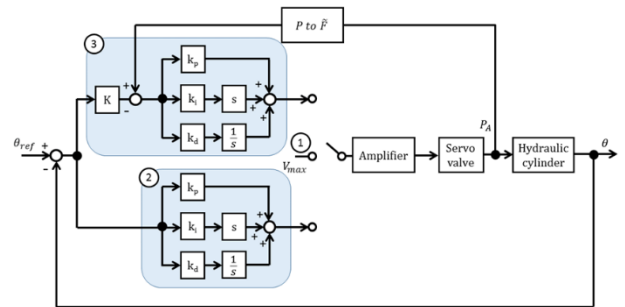 P to F̃
3
k_p
+
K
+
-
k_i
s
+
+
k_d
1/s
+
θ_ref
+
-
1
V_max
Amplifier
Servo
valve
P_A
Hydraulic
cylinder
θ
2
k_p
k_i
s
+
+
k_d
1/s
+